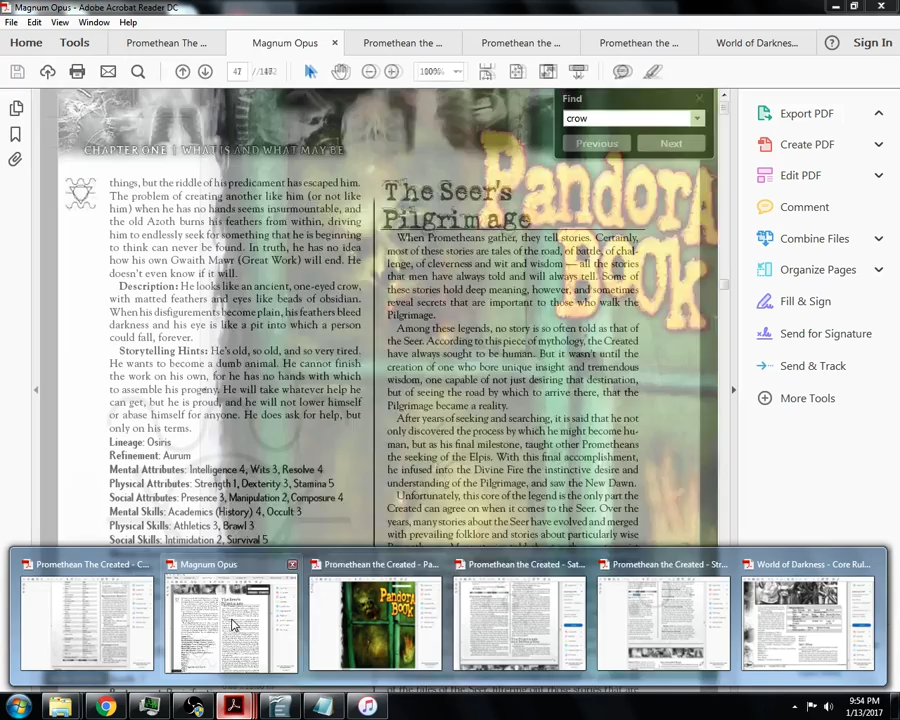 Magnum Opus - Adobe Acrobat Reader DC
File Edit View Window Help
Home Tools Promethean The ... Magnum Opus × Promethean the ... Promethean the ... Promethean the ... World of Darknes... Sign In
47
Find
crow
Previous Next
CHAPTER ONE | WHAT IS AND WHAT MAY BE
things, but the riddle of his predicament has escaped him.
The problem of creating another like him (or not like
him) when he has no hands seems insurmountable, and
the old Azoth burns his feathers from within, driving
him to endlessly seek for something that he is beginning
to think can never be found. In truth, he has no idea
how his own Gwaith Mawr (Great Work) will end. He
doesn't even know if it will.
Description: He looks like an ancient, one-eyed crow,
with matted feathers and eyes like beads of obsidian.
When his disfigurements become plain, his feathers bleed
darkness and his eye is like a pit into which a person
could fall, forever.
Storytelling Hints: He's old, so old, and so very tired.
He wants to become a dumb animal. He cannot finish
the work on his own, for he has no hands with which
to assemble his progeny. He will take whatever help he
can get, but he is proud, and he will not lower himself
or abase himself for anyone. He does ask for help, but
only on his terms.
Lineage: Osiris
Refinement: Aurum
Mental Attributes: Intelligence 4, Wits 3, Resolve 4
Physical Attributes: Strength 1, Dexterity 3, Stamina 5
Social Attributes: Presence 3, Manipulation 2, Composure 4
Mental Skills: Academics (History) 4, Occult 3
Physical Skills: Athletics 3, Brawl 3
Social Skills: Intimidation 2, Survival 5
The Seer's
Pilgrimage
When Prometheans gather, they tell stories. Certainly,
most of these stories are tales of the road, of battle, of chal-
lenge, of cleverness and wit and wisdom — all the stories
that men have always told and will always tell. Some of
these stories hold deep meaning, however, and sometimes
reveal secrets that are important to those who walk the
Pilgrimage.
Among these legends, no story is so often told as that of
the Seer. According to this piece of mythology, the Created
have always sought to be human. But it wasn't until the
creation of one who bore unique insight and tremendous
wisdom, one capable of not just desiring that destination,
but of seeing the road by which to arrive there, that the
Pilgrimage became a reality.
After years of seeking and searching, it is said that he not
only discovered the process by which he might become hu-
man, but as his final milestone, taught other Prometheans
the seeking of the Elpis. With this final accomplishment,
he infused into the Divine Fire the instinctive desire and
understanding of the Pilgrimage, and saw the New Dawn.
Unfortunately, this core of the legend is the only part the
Created can agree on when it comes to the Seer. Over the
years, many stories about the Seer have evolved and merged
with prevailing folklore and stories about particularly wise
Pandora
Book
Export PDF
Create PDF
Edit PDF
Comment
Combine Files
Organize Pages
Fill & Sign
Send for Signature
Send & Track
More Tools
Promethean The Created - C... Magnum Opus Promethean the Created - Pa... Promethean the Created - Sat... Promethean the Created - Str... World of Darkness - Core Rul...
Pandora
Book
of the tales of the Seer, filtering out those stories that are
9:54 PM
1/13/2017